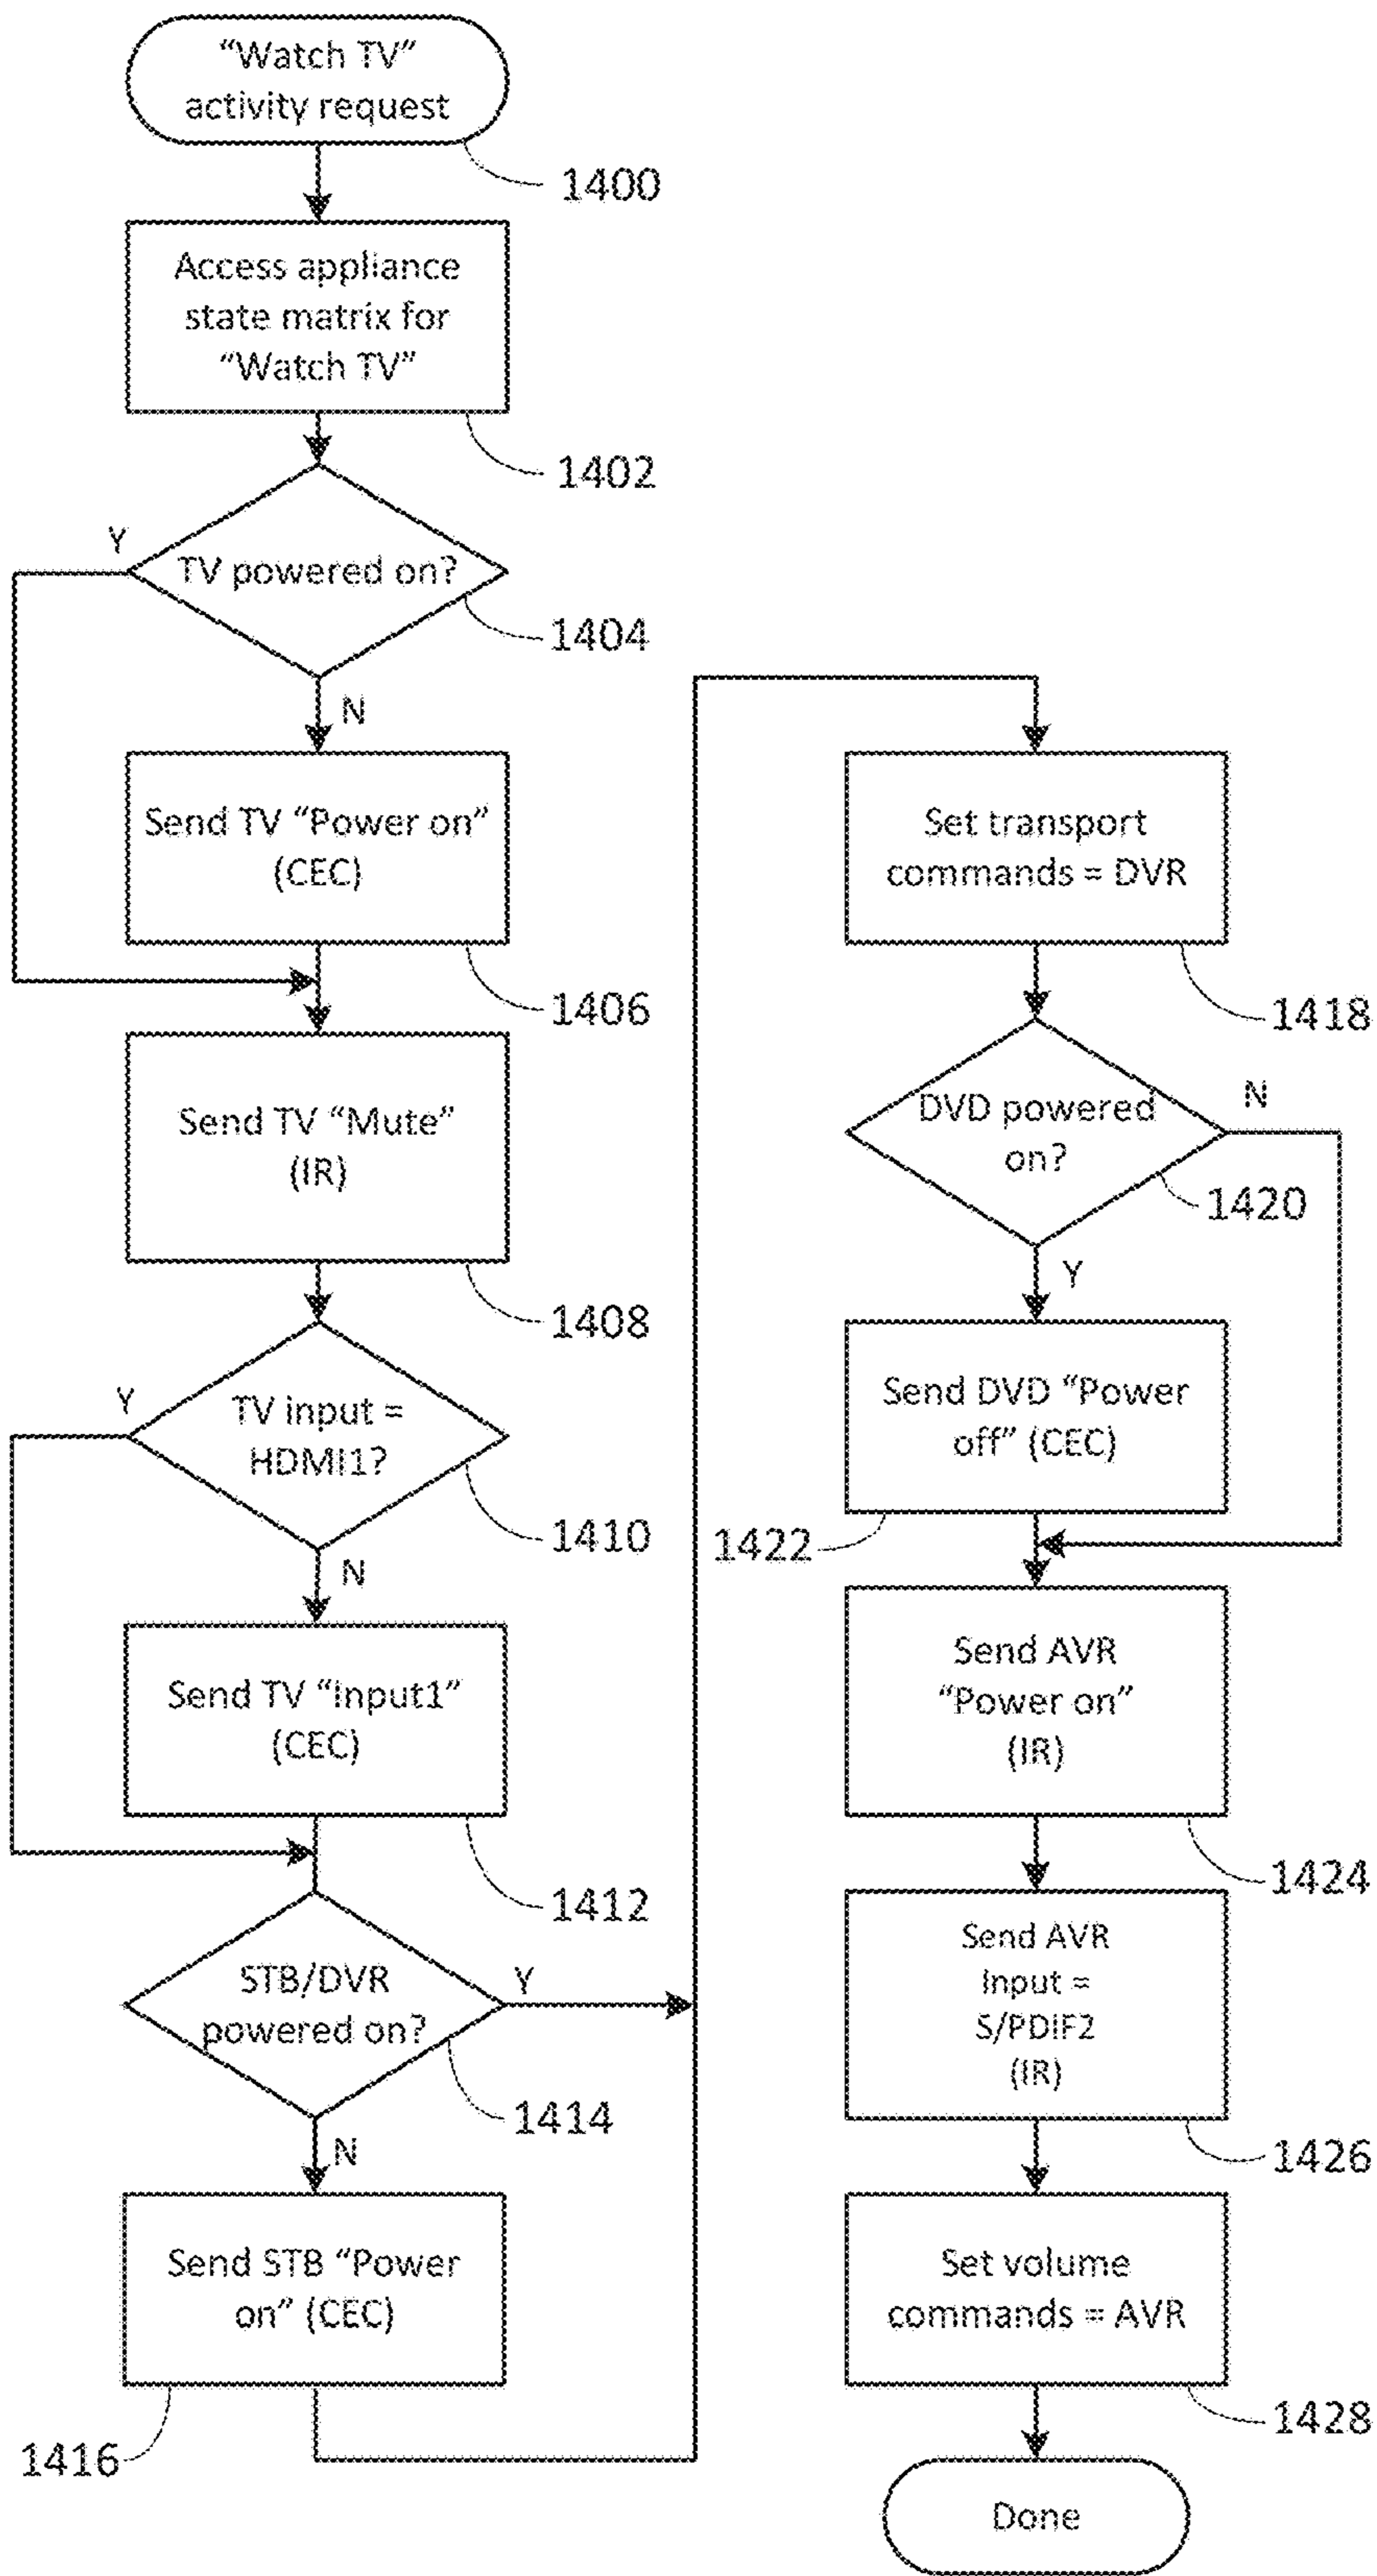 “Watch TV”
activity request
1400
Access appliance
state matrix for
“Watch TV”
1402
Y
TV powered on?
1404
N
Send TV “Power on”
(CEC)
1406
Send TV “Mute”
(IR)
1408
Y
TV input =
HDMI1?
1410
N
Send TV “Input1”
(CEC)
1412
STB/DVR
powered on?
Y
1414
N
Send STB “Power
on” (CEC)
1416
Set transport
commands = DVR
1418
DVD powered
on?
N
1420
Y
Send DVD “Power
off” (CEC)
1422
Send AVR
“Power on”
(IR)
1424
Send AVR
Input =
S/PDIF2
(IR)
1426
Set volume
commands = AVR
1428
Done